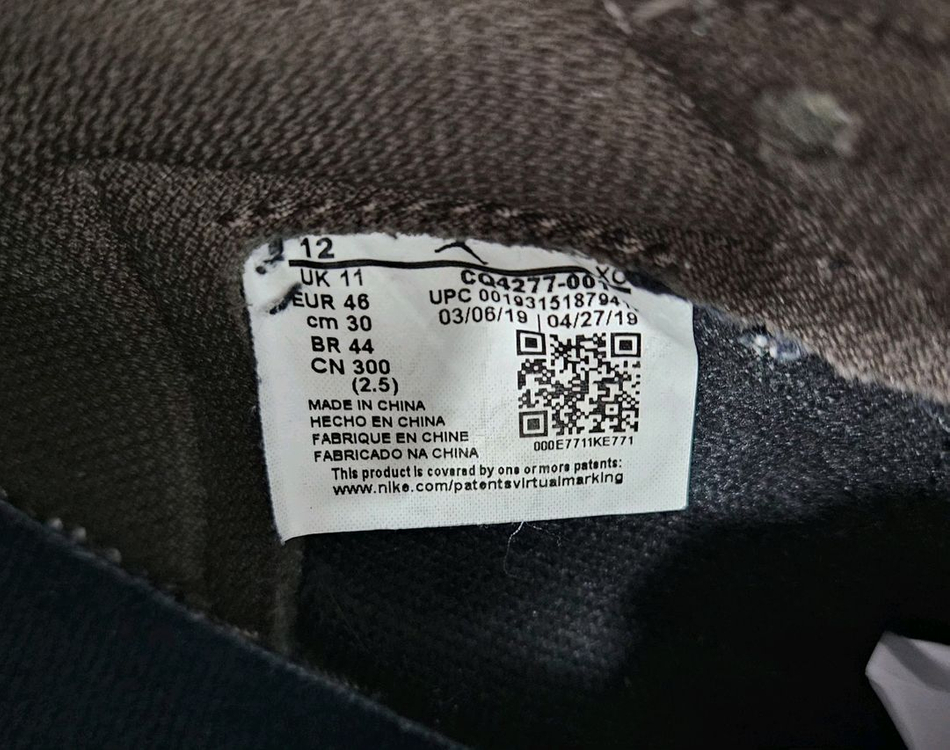 12
UK 11
EUR 46
cm 30
BR 44
CN 300
(2.5)
CQ4277-001
XC
UPC 001931518794
03/06/19 | 04/27/19
000E7711KE771
MADE IN CHINA
HECHO EN CHINA
FABRIQUE EN CHINE
FABRICADO NA CHINA
This product is covered by one or more patents:
www.nike.com/patentsvirtualmarking